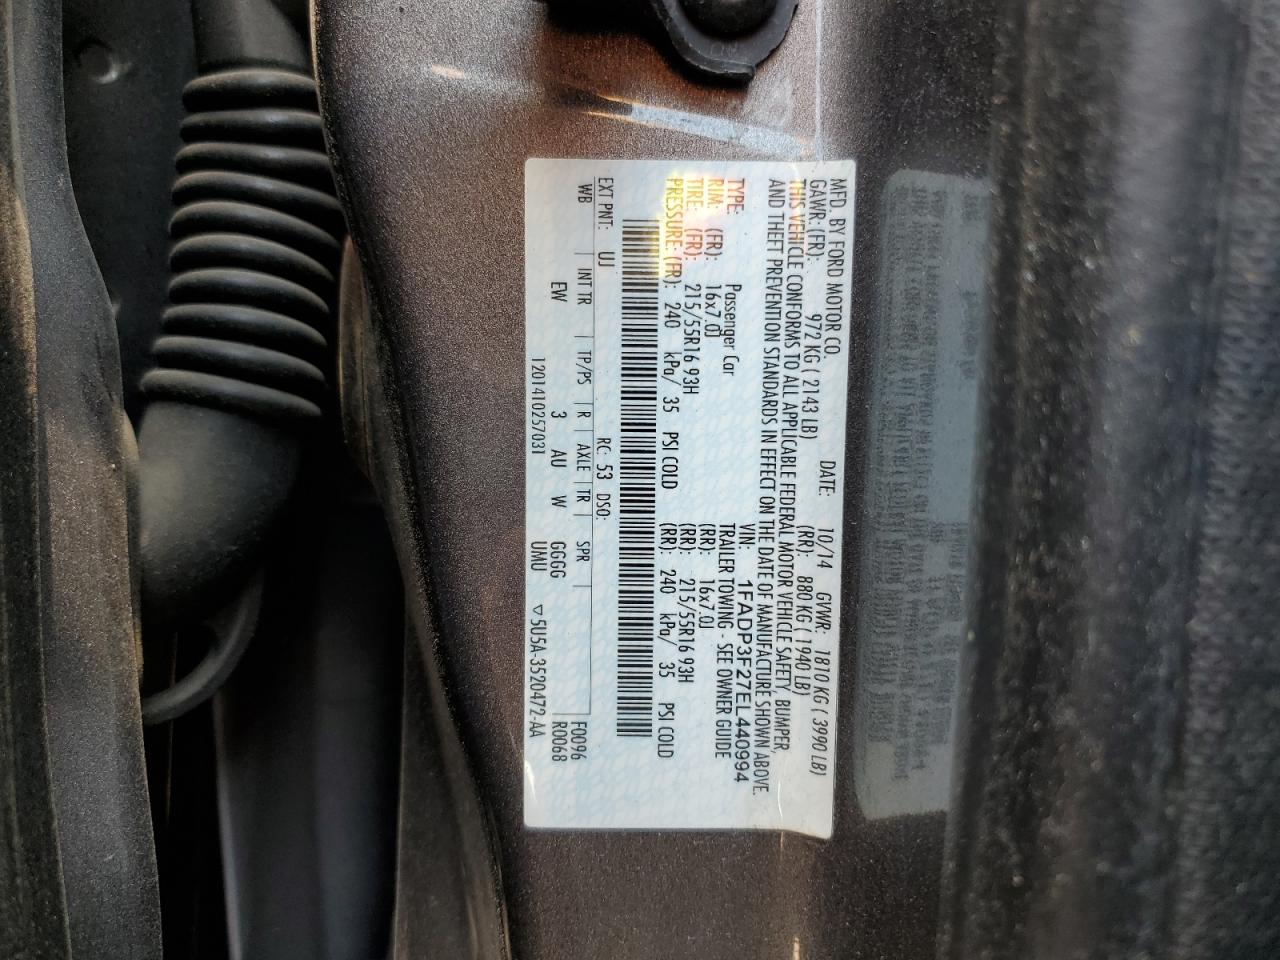 MFD. BY FORD MOTOR CO.
DATE: 10/14 GVWR: 1810 KG ( 3990 LB)
GAWR: (FR): 972 KG ( 2143 LB) (RR): 880 KG ( 1940 LB)
THIS VEHICLE CONFORMS TO ALL APPLICABLE FEDERAL MOTOR VEHICLE SAFETY, BUMPER,
AND THEFT PREVENTION STANDARDS IN EFFECT ON THE DATE OF MANUFACTURE SHOWN ABOVE.
VIN: 1FADP3F27EL440994
TYPE: Passenger Car TRAILER TOWING - SEE OWNER GUIDE
RIM: (FR): 16x7.0J (RR): 16x7.0J
TIRE: (FR): 215/55R16 93H (RR): 215/55R16 93H
PRESSURE: (FR): 240 kPa/ 35 PSI COLD (RR): 240 kPa/ 35 PSI COLD
EXT PNT: UJ RC: 53 DSO: F0096
WB INT TR TP/PS R AXLE TR SPR R0068
EW 3 AU W GGGG
120141025 7031 UMU ▽5U5A-3520472-AA